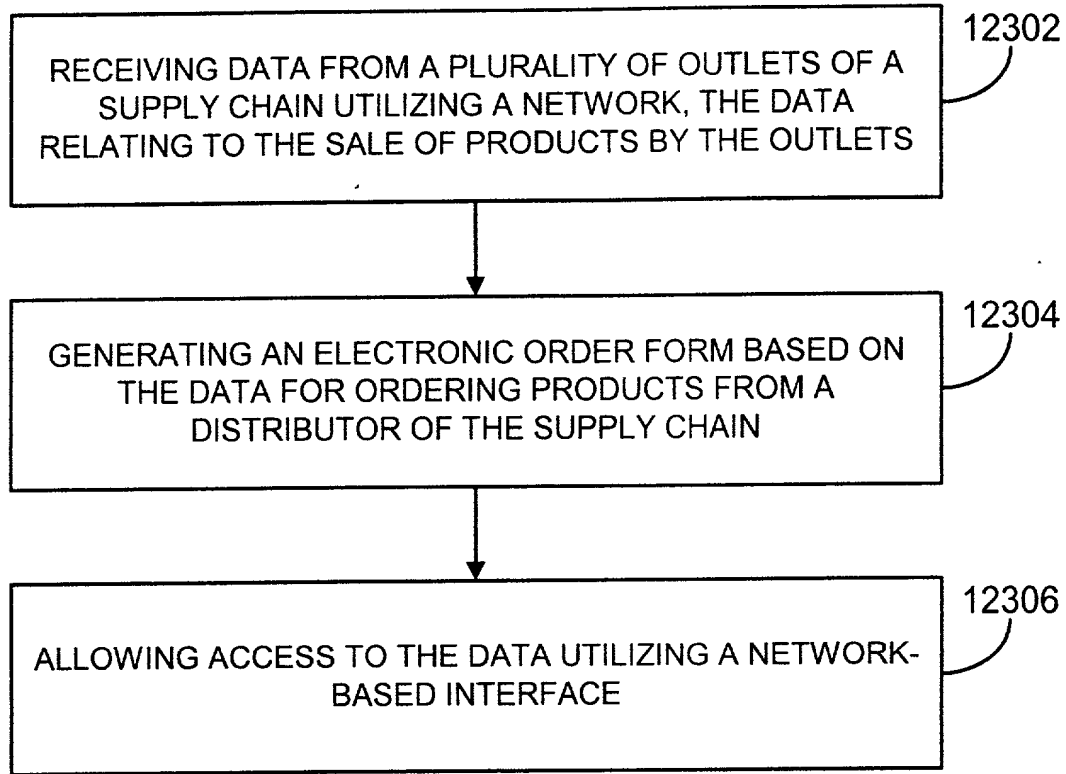 12302
RECEIVING DATA FROM A PLURALITY OF OUTLETS OF A
SUPPLY CHAIN UTILIZING A NETWORK, THE DATA
RELATING TO THE SALE OF PRODUCTS BY THE OUTLETS
12304
GENERATING AN ELECTRONIC ORDER FORM BASED ON
THE DATA FOR ORDERING PRODUCTS FROM A
DISTRIBUTOR OF THE SUPPLY CHAIN
12306
ALLOWING ACCESS TO THE DATA UTILIZING A NETWORK-
BASED INTERFACE